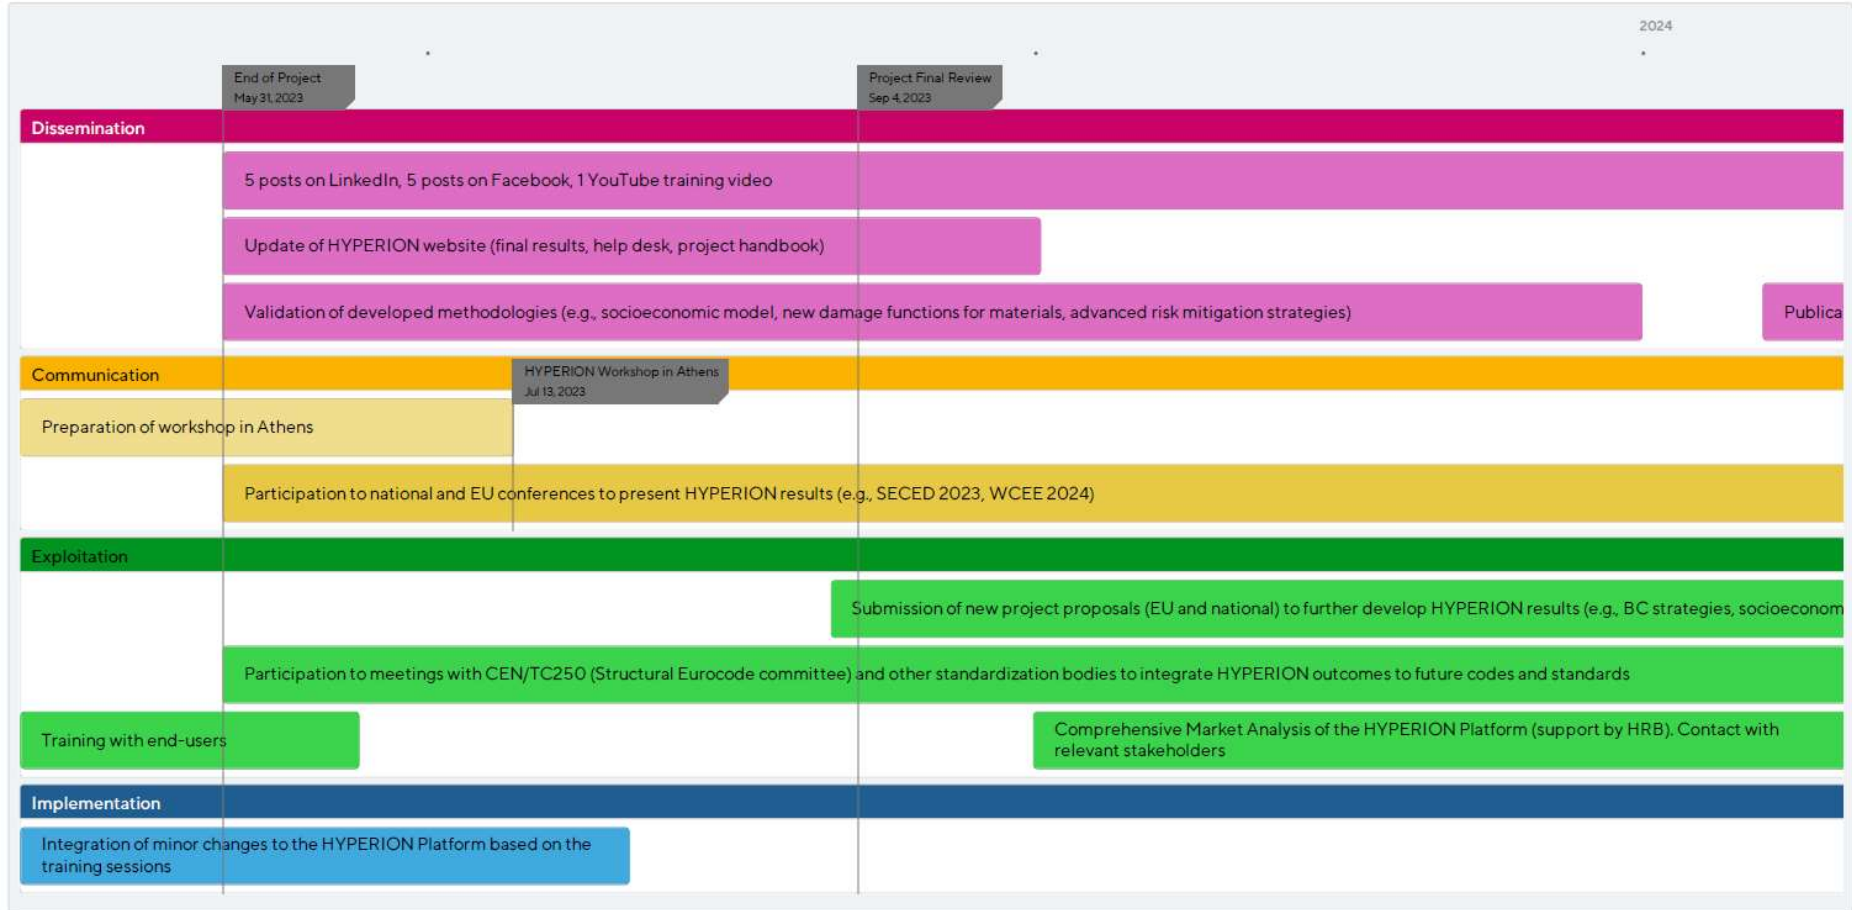 2024
End of Project
May 31, 2023
Project Final Review
Sep 4, 2023
Dissemination
5 posts on LinkedIn, 5 posts on Facebook, 1 YouTube training video
Update of HYPERION website (final results, help desk, project handbook)
Validation of developed methodologies (e.g., socioeconomic model, new damage functions for materials, advanced risk mitigation strategies)
Publica
Communication
HYPERION Workshop in Athens
Jul 13, 2023
Preparation of workshop in Athens
Participation to national and EU conferences to present HYPERION results (e.g., SECED 2023, WCEE 2024)
Exploitation
Submission of new project proposals (EU and national) to further develop HYPERION results (e.g., BC strategies, socioeconom
Participation to meetings with CEN/TC250 (Structural Eurocode committee) and other standardization bodies to integrate HYPERION outcomes to future codes and standards
Training with end-users
Comprehensive Market Analysis of the HYPERION Platform (support by HRB). Contact with
relevant stakeholders
Implementation
Integration of minor changes to the HYPERION Platform based on the
training sessions